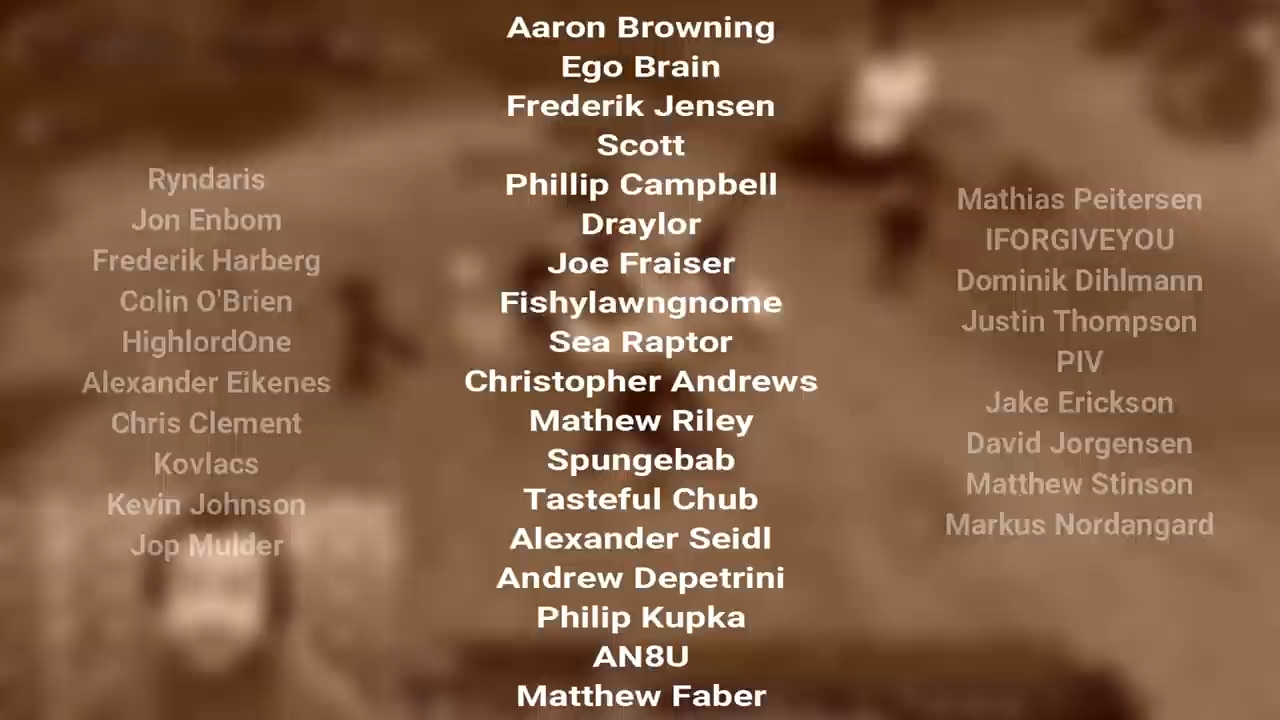 Ryndaris
Jon Enbom
Frederik Harberg
Colin O'Brien
HighlordOne
Alexander Eikenes
Chris Clement
Kovlacs
Kevin Johnson
Jop Mulder
Aaron Browning
Ego Brain
Frederik Jensen
Scott
Phillip Campbell
Draylor
Joe Fraiser
Fishylawngnome
Sea Raptor
Christopher Andrews
Mathew Riley
Spungebab
Tasteful Chub
Alexander Seidl
Andrew Depetrini
Philip Kupka
AN8U
Matthew Faber
Mathias Peitersen
IFORGIVEYOU
Dominik Dihlmann
Justin Thompson
PIV
Jake Erickson
David Jorgensen
Matthew Stinson
Markus Nordangard